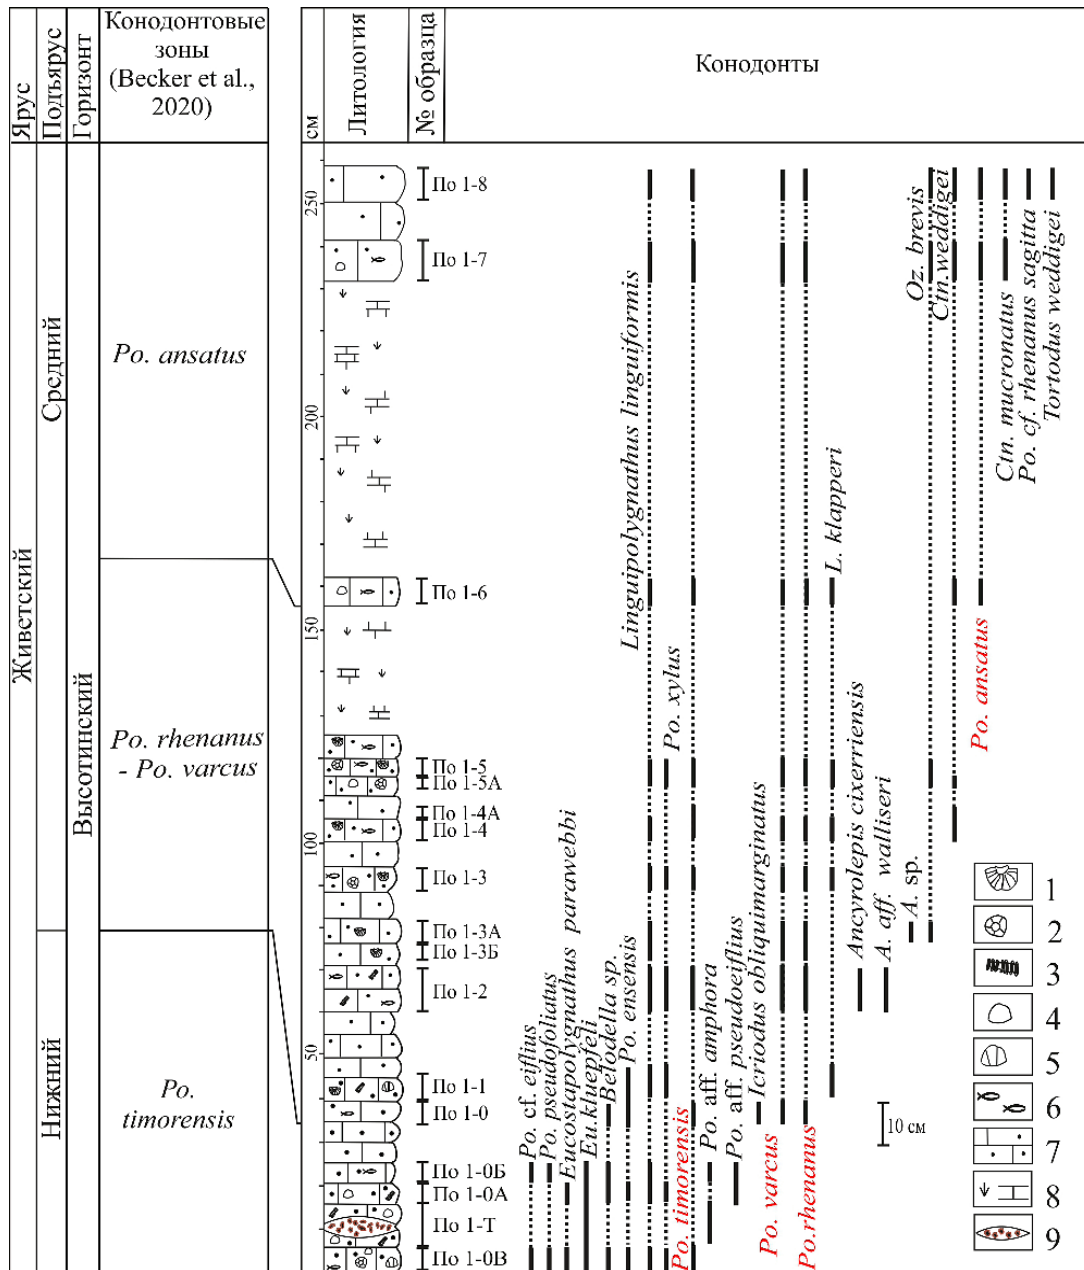 Ярус
Подъярус
Горизонт
Конодонтовые
зоны
(Becker et al.,
2020)
см
Литология
№ образца
Конодонты
Живетский
Средний
Нижний
Высотинский
Po. ansatus
Po. rhenanus
- Po. varcus
Po.
timorensis
250
200
150
100
50
По 1-8
По 1-7
По 1-6
По 1-5
По 1-5А
По 1-4А
По 1-4
По 1-3
По 1-3А
По 1-3Б
По 1-2
По 1-1
По 1-0
По 1-0Б
По 1-0А
По 1-Т
По 1-0В
Po. cf. eiflius
Po. pseudofoliatus
Eucostapolygnathus parawebbi
Eu.kluepfeli
Belodella sp.
Po. ensensis
Linguipolygnathus linguiformis
Po. xylus
Po. timorensis
Po. aff. amphora
Po. aff. pseudoeiflius
Icriodus obliquimarginatus
Po. varcus
Po.rhenanus
L. klapperi
Ancyrolepis cixerriensis
A. aff. walliseri
A. sp.
Oz. brevis
Ctn.weddigei
Po. ansatus
Ctn. mucronatus
Po. cf. rhenanus sagitta
Tortodus weddigei
10 см
1
2
3
4
5
6
7
8
9